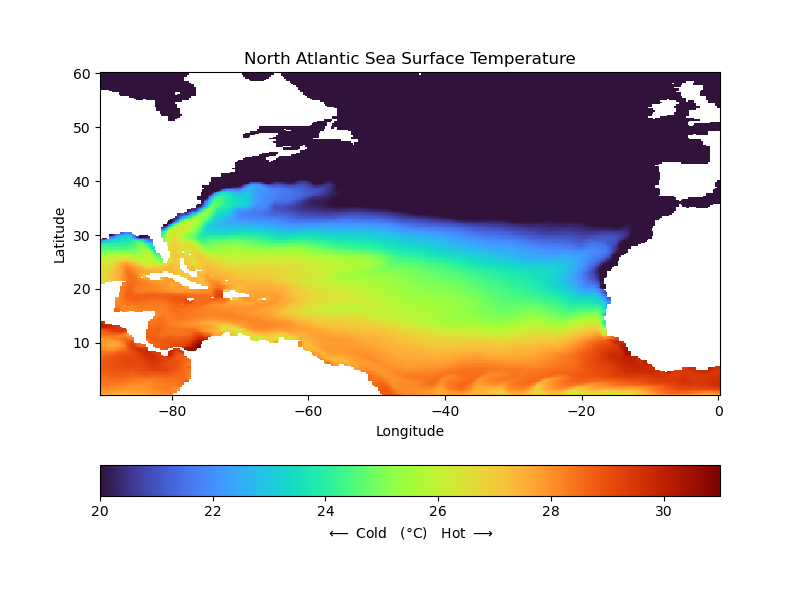 North Atlantic Sea Surface Temperature
60
50
40
30
20
10
Latitude
−80 −60 −40 −20 0
Longitude
20 22 24 26 28 30
⟵ Cold (°C) Hot ⟶